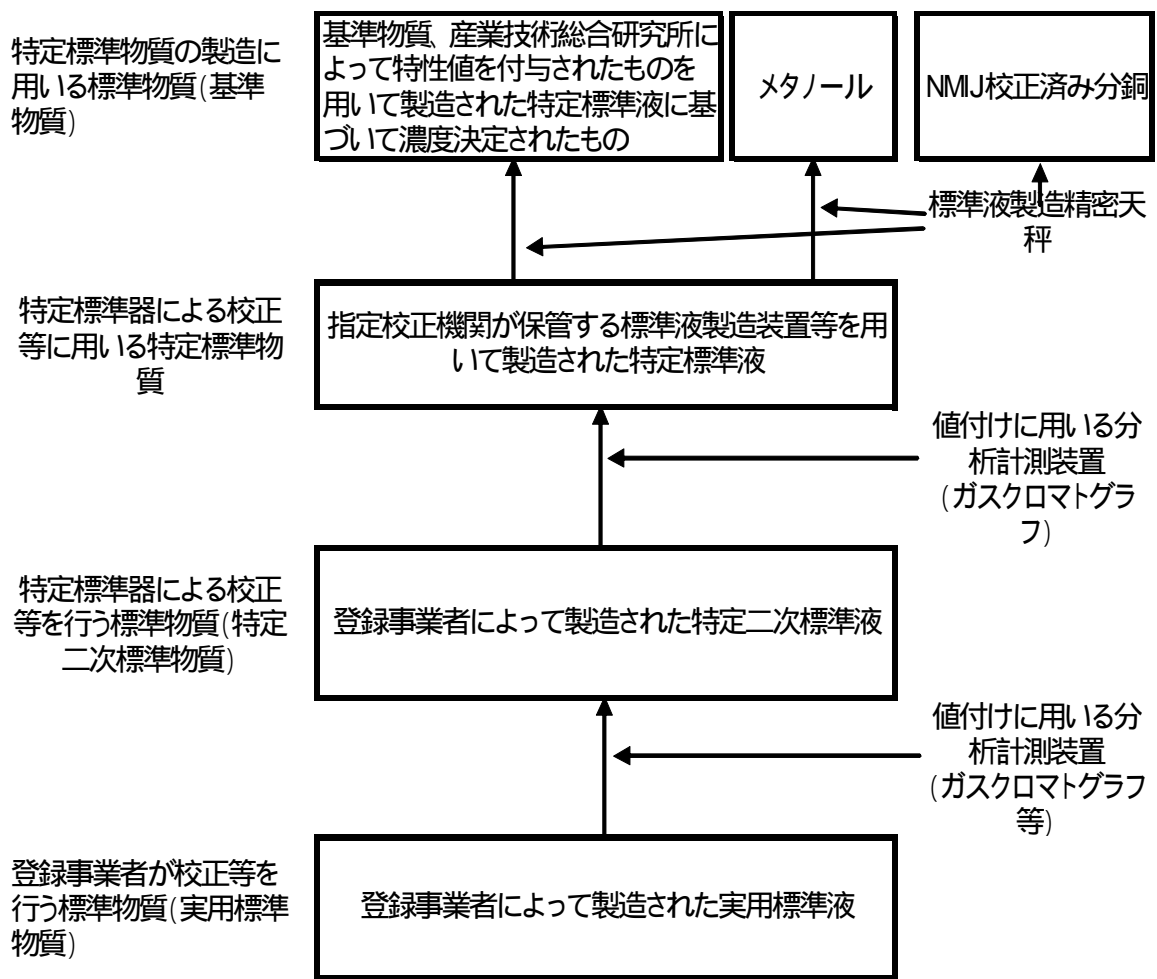 特定標準物質の製造に
用いる標準物質(基準
物質)
基準物質、産業技術総合研究所に
よって特性値を付与されたものを
用いて製造された特定標準液に基
づいて濃度決定されたもの
メタノール
NMIJ校正済み分銅
標準液製造精密天
秤
特定標準器による校正
等に用いる特定標準物
質
指定校正機関が保管する標準液製造装置等を用
いて製造された特定標準液
値付けに用いる分
析計測装置
(ガスクロマトグラ
フ)
特定標準器による校正
等を行う標準物質(特定
二次標準物質)
登録事業者によって製造された特定二次標準液
値付けに用いる分
析計測装置
(ガスクロマトグラフ
等)
登録事業者が校正等を
行う標準物質(実用標準
物質)
登録事業者によって製造された実用標準液